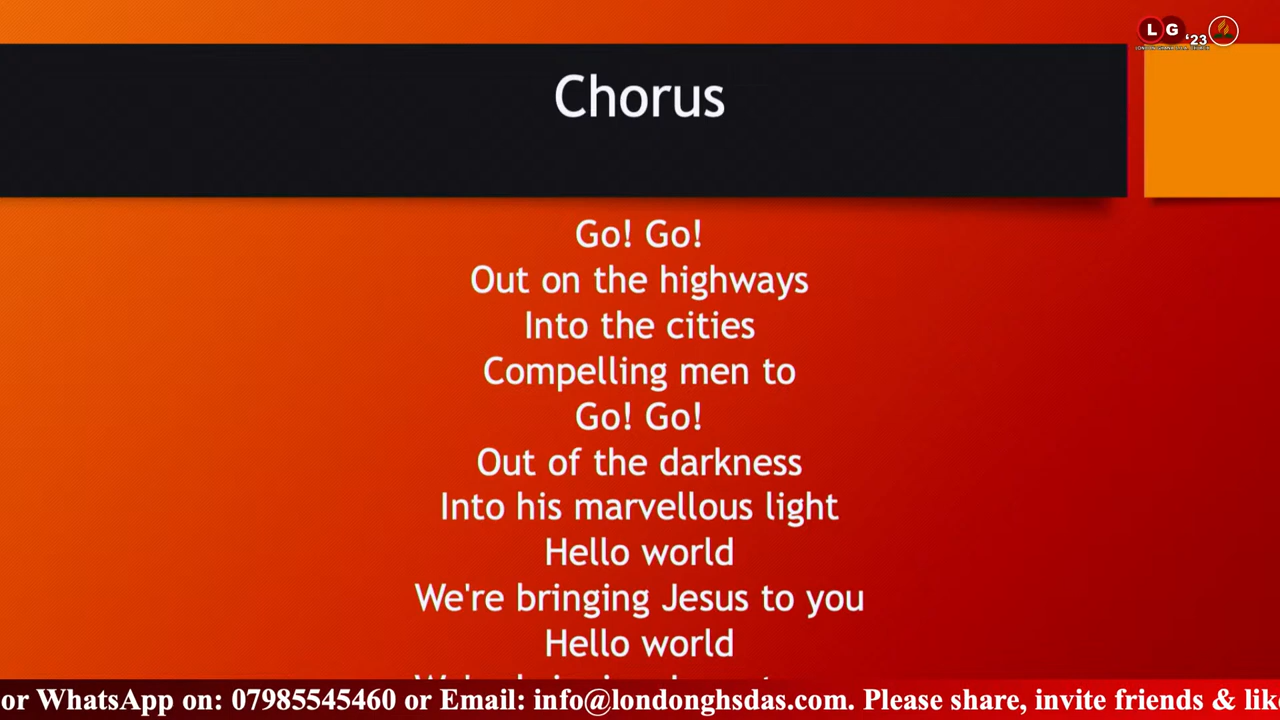 L G '23
Chorus
Go! Go!
Out on the highways
Into the cities
Compelling men to
Go! Go!
Out of the darkness
Into his marvellous light
Hello world
We're bringing Jesus to you
Hello world
or WhatsApp on: 07985545460 or Email: info@londonghsdas.com. Please share, invite friends & lik